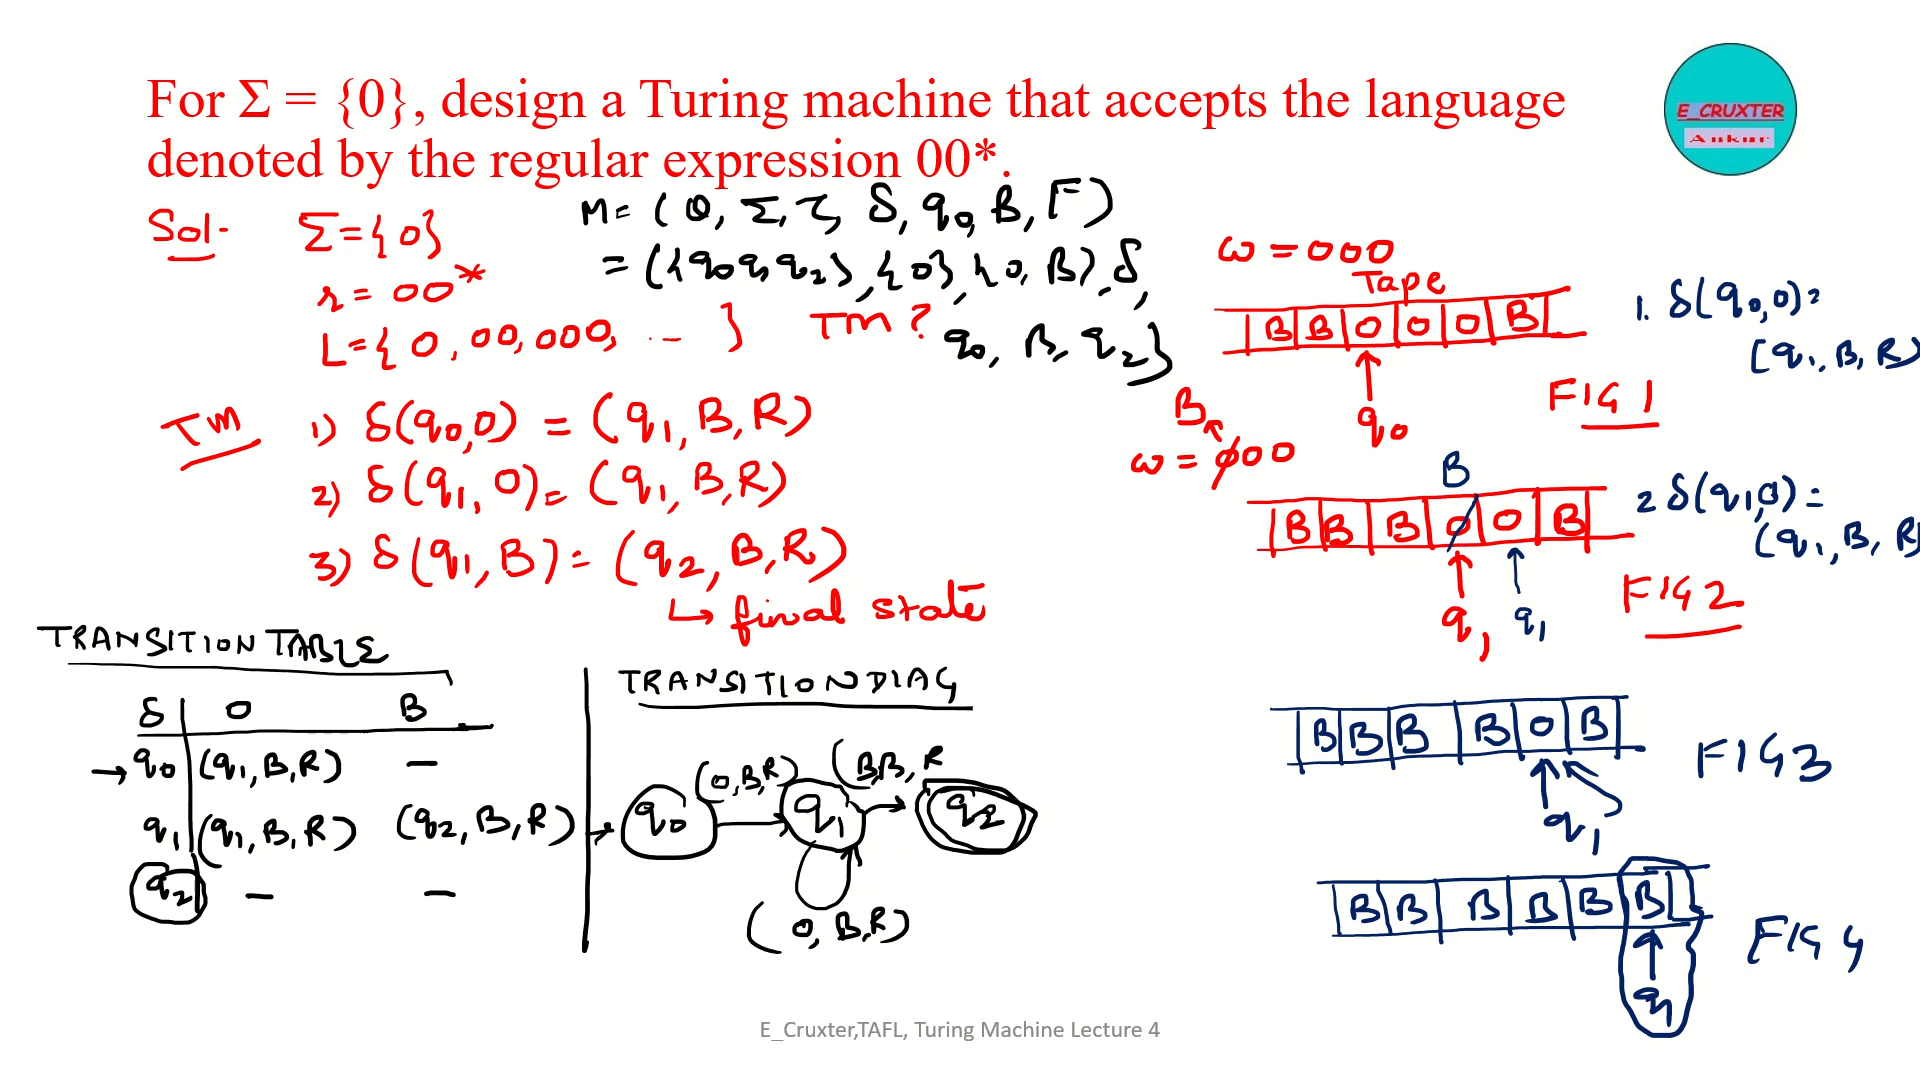 For Σ = {0}, design a Turing machine that accepts the language
denoted by the regular expression 00*.
E_CRUXTER
Ankur
Sol-
Σ = {0}
r = 00*
L = {0, 00, 000, ... }
TM ?
M = (Q, Σ, τ, δ, q0, B, F)
= ({q0 q1 q2}, {0}, {0, B}, δ,
q0, B, q2}
TM
1) δ(q0,0) = (q1, B, R)
2) δ(q1, 0) = (q1, B, R)
3) δ(q1, B) = (q2, B, R)
↳ final state
TRANSITION TABLE
δ 0 B
→ q0 (q1, B, R) –
q1 (q1, B, R) (q2, B, R)
q2 – –
TRANSITION DIAG
(0, B, R) (B, B, R
q0 q1 q2
(0, B, R)
ω = 000
Tape
B B 0 0 0 B
q0
FIG 1
1. δ(q0,0) =
(q1, B, R)
B
ω = 000
B
B B B 0 0 B
q1 q1
FIG 2
2 δ(q1,0) =
(q1, B, R)
B B B B 0 B
q1
FIG 3
B B B B B B
q1
FIG 4
E_Cruxter,TAFL, Turing Machine Lecture 4